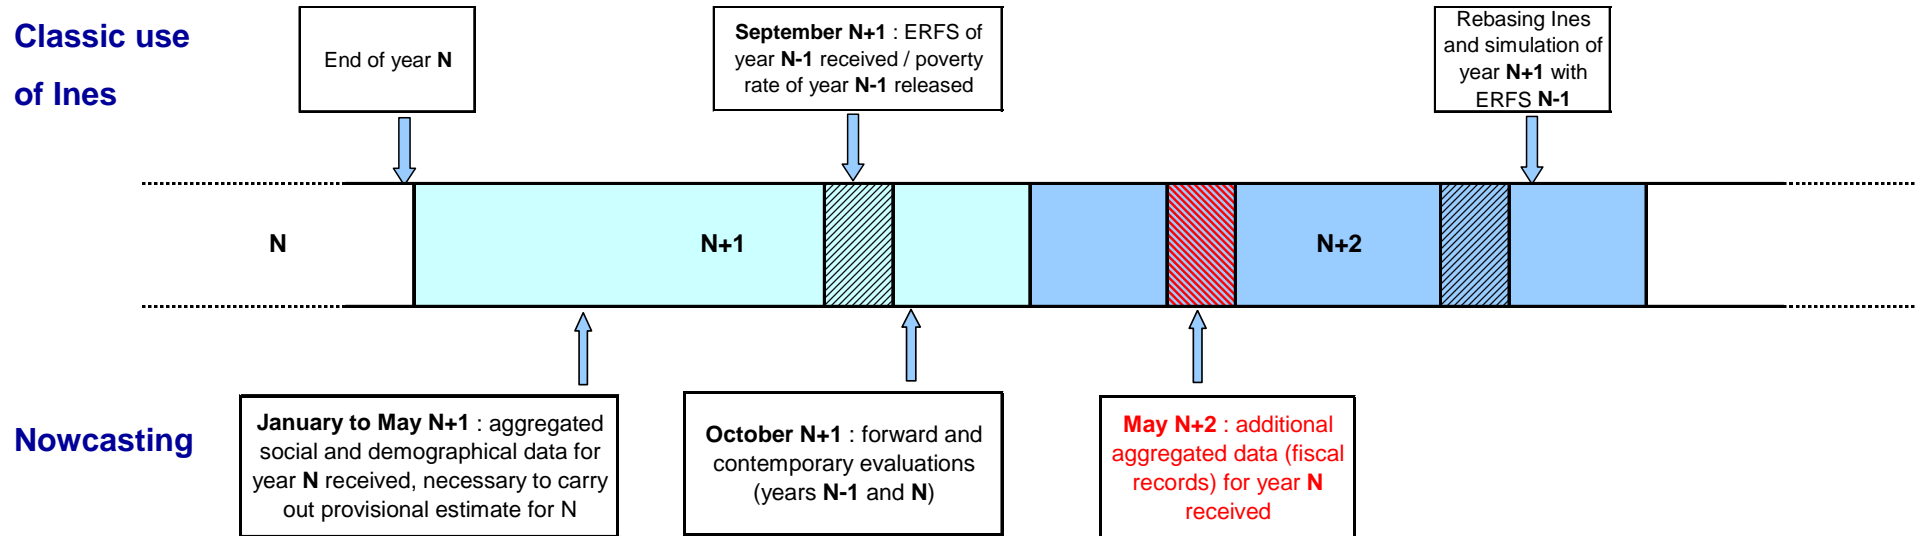 Classic use
of Ines
End of year N
September N+1 : ERFS of
year N-1 received / poverty
rate of year N-1 released
Rebasing Ines
and simulation of
year N+1 with
ERFS N-1
N
N+1
N+2
Nowcasting
January to May N+1 : aggregated
social and demographical data for
year N received, necessary to carry
out provisional estimate for N
October N+1 : forward and
contemporary evaluations
(years N-1 and N)
May N+2 : additional
aggregated data (fiscal
records) for year N
received